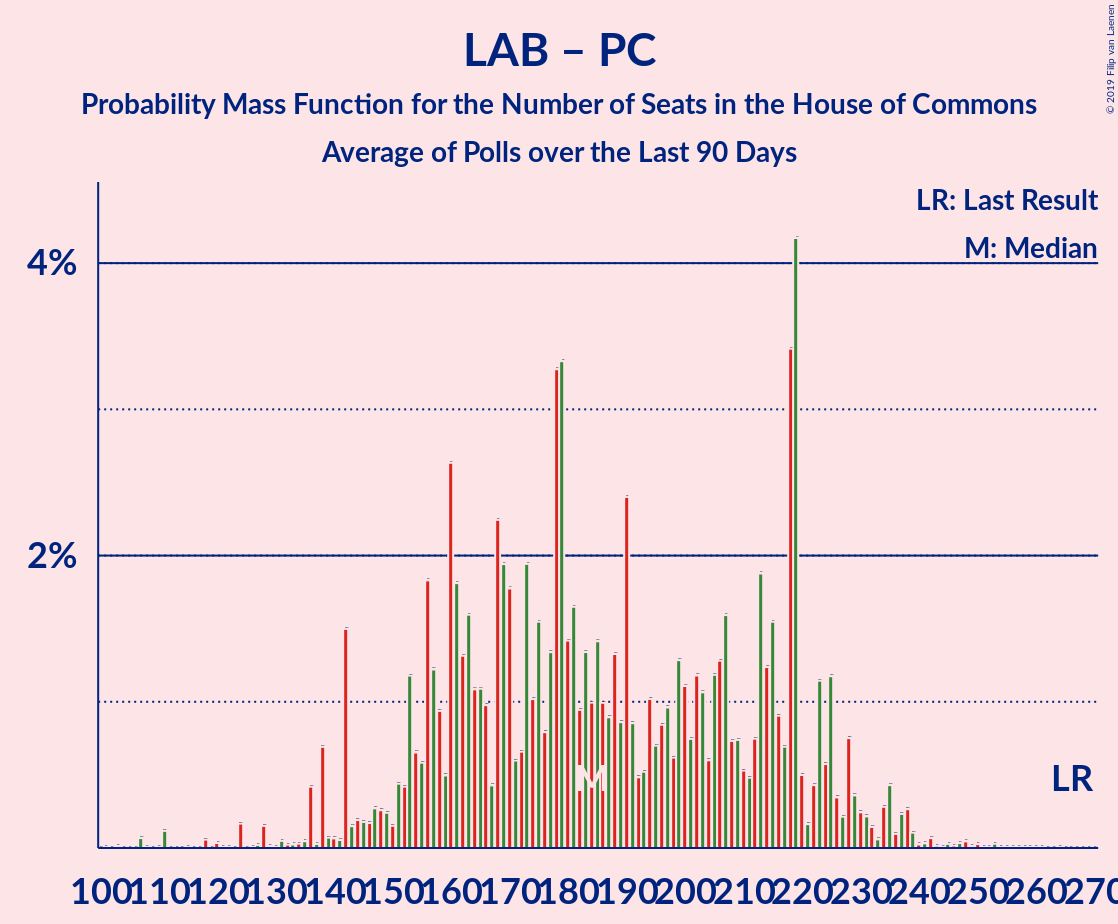 LAB – PC
Probability Mass Function for the Number of Seats in the House of Commons
Average of Polls over the Last 90 Days
© 2019 Filip van Laenen
LR: Last Result
M: Median
4%
2%
M
LR
100 110 120 130 140 150 160 170 180 190 200 210 220 230 240 250 260 270